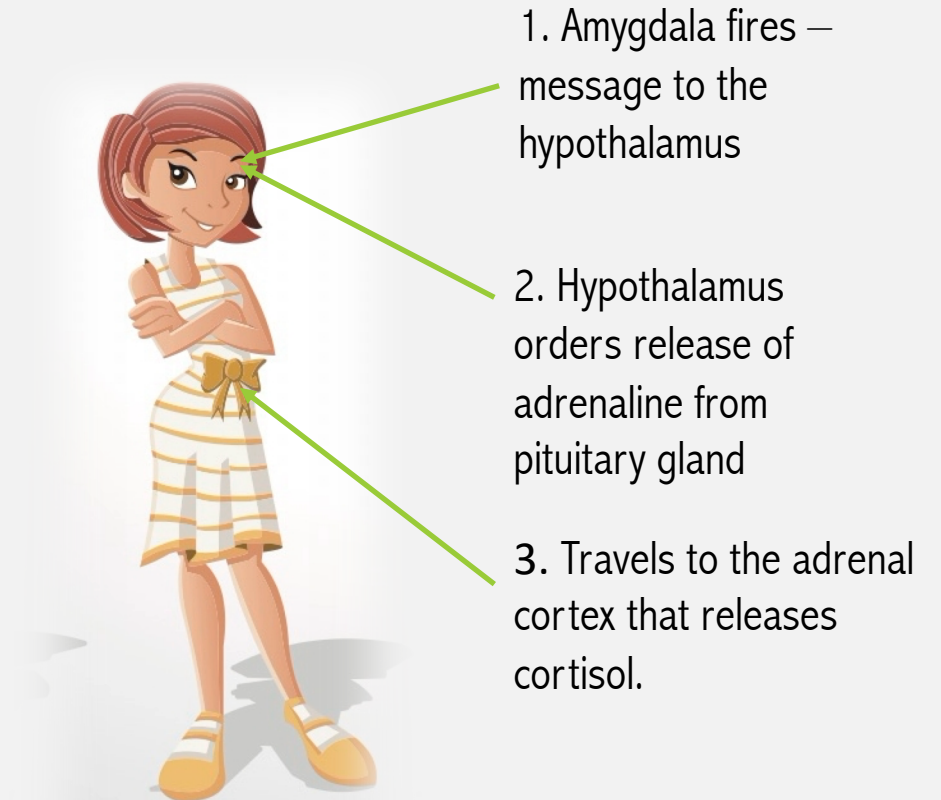 1. Amygdala fires –
message to the
hypothalamus
2. Hypothalamus
orders release of
adrenaline from
pituitary gland
3. Travels to the adrenal
cortex that releases
cortisol.